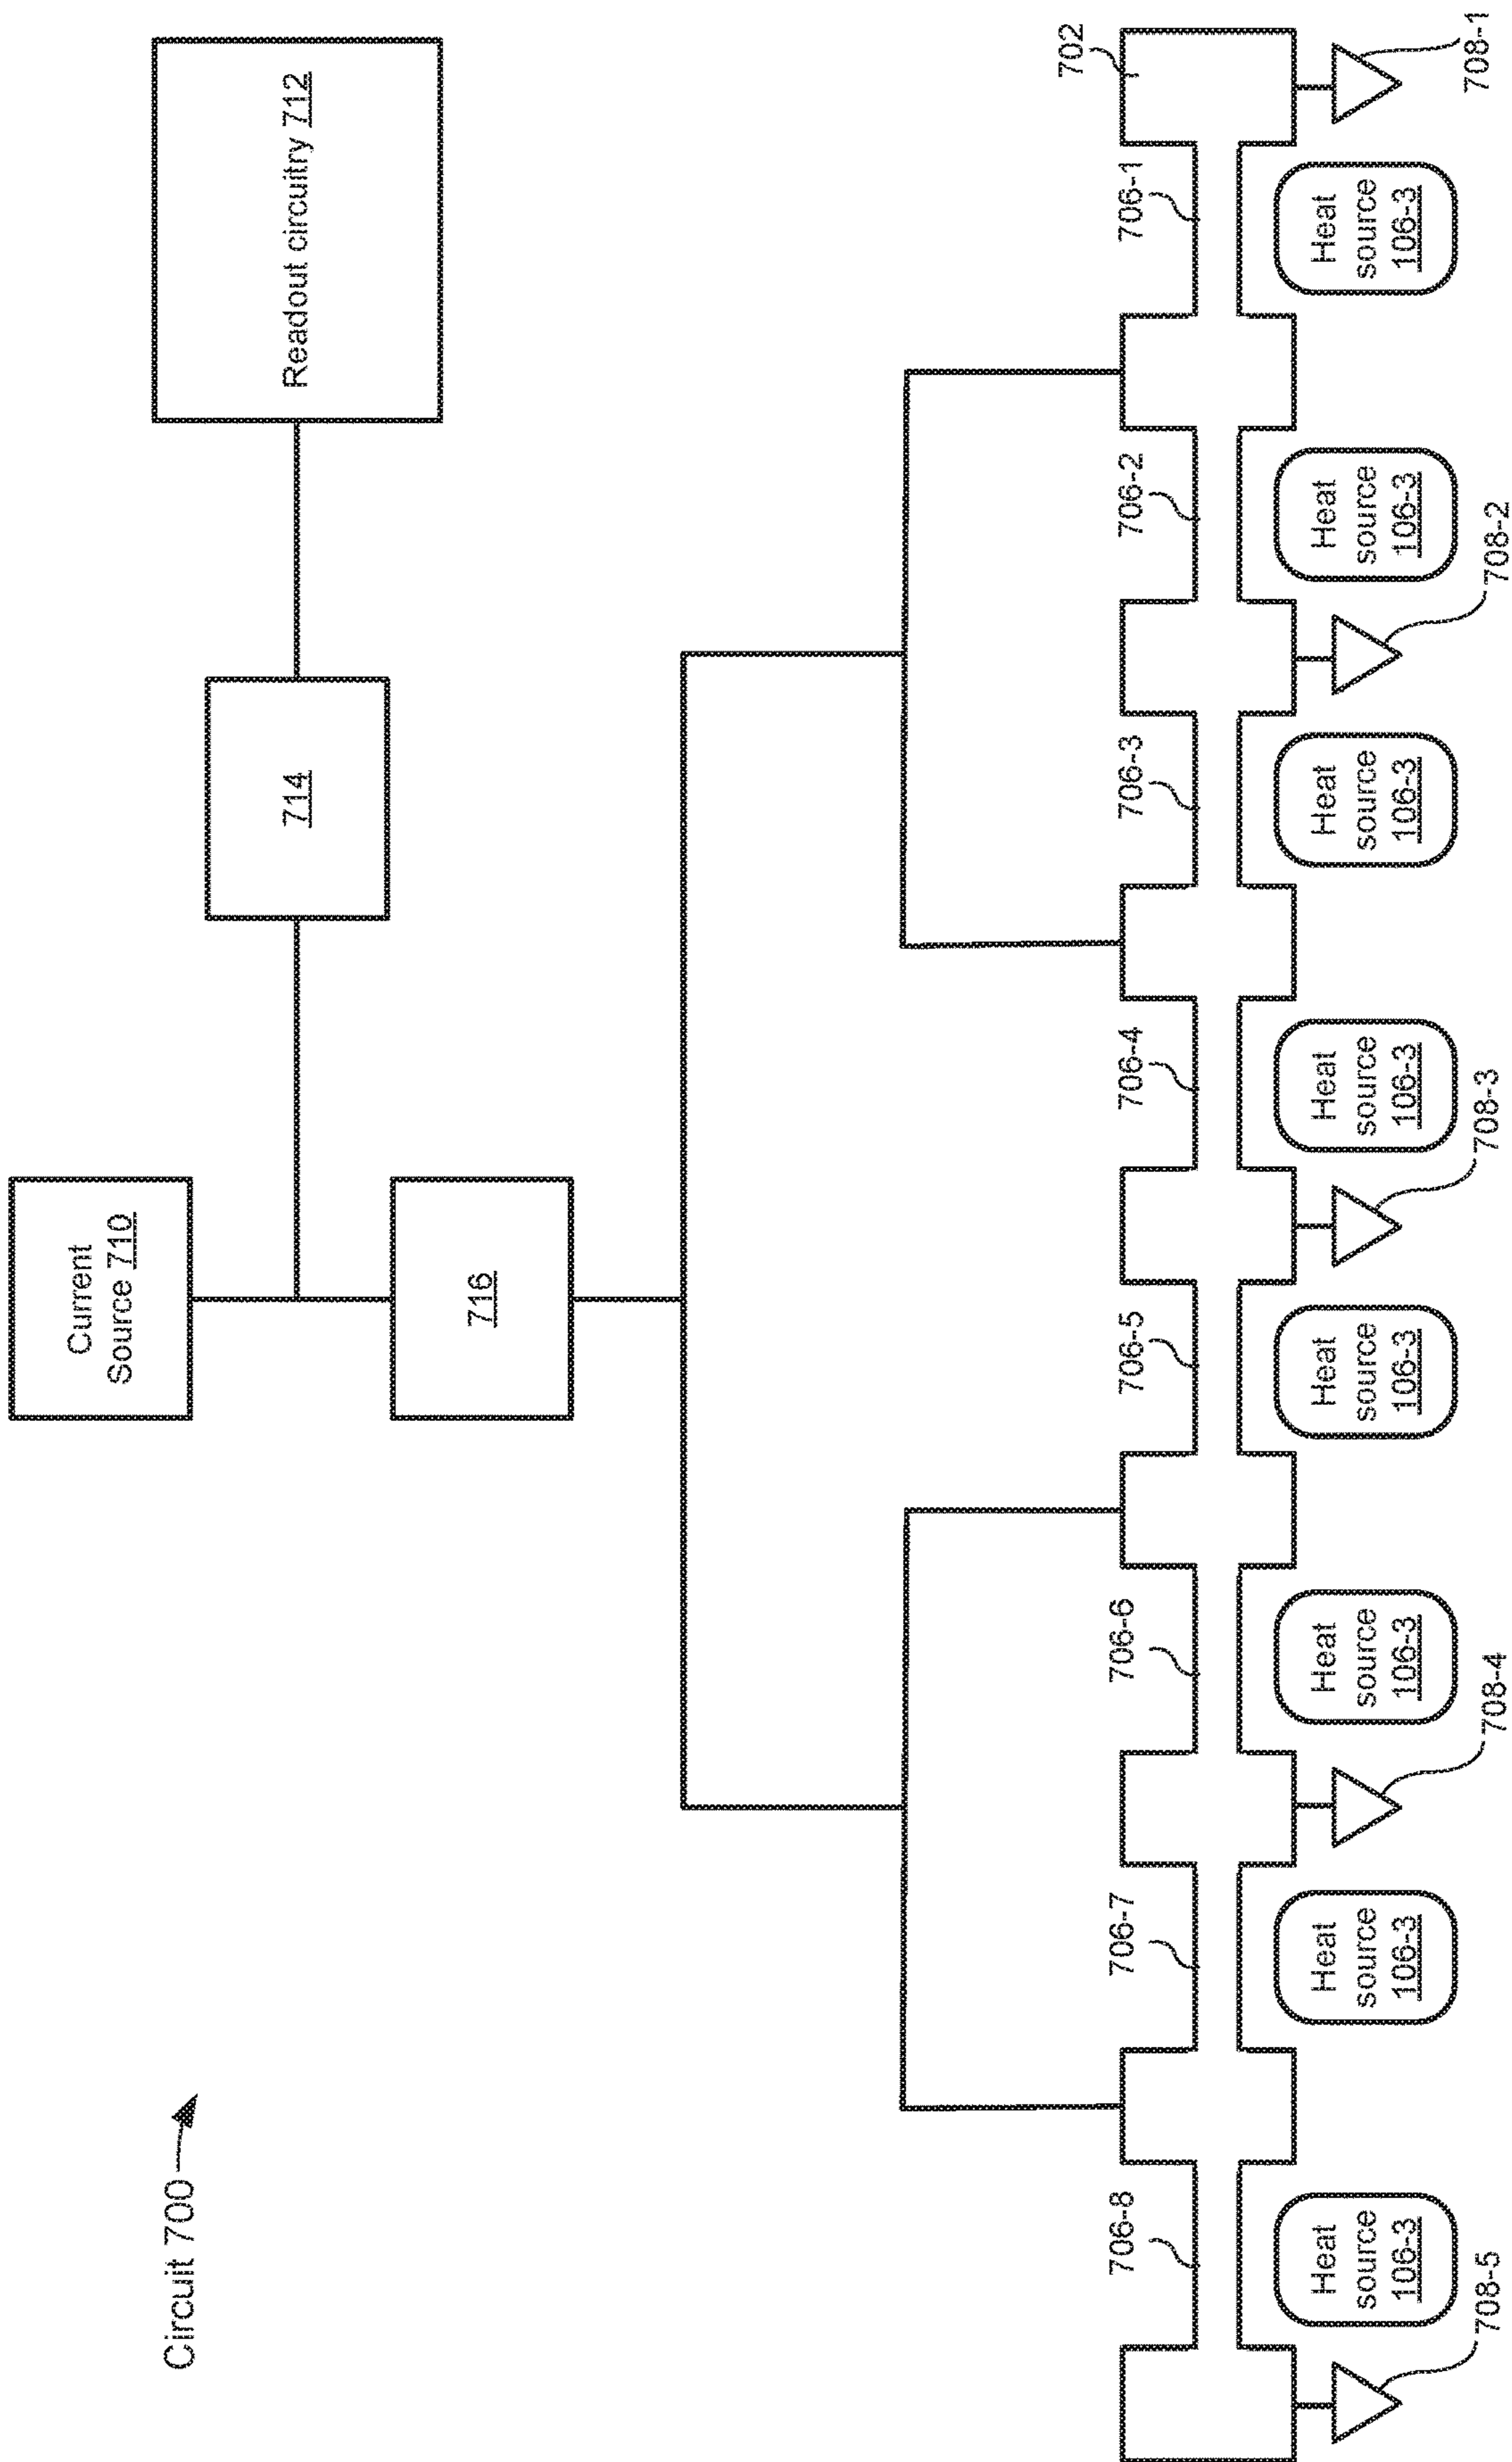 Circuit 700
Current
Source 710
Readout circuitry 712
714
716
706-8
706-7
706-6
706-5
706-4
706-3
706-2
706-1
702
Heat
source
106-3
Heat
source
106-3
Heat
source
106-3
Heat
source
106-3
Heat
source
106-3
Heat
source
106-3
Heat
source
106-3
Heat
source
106-3
708-5
708-4
708-3
708-2
708-1